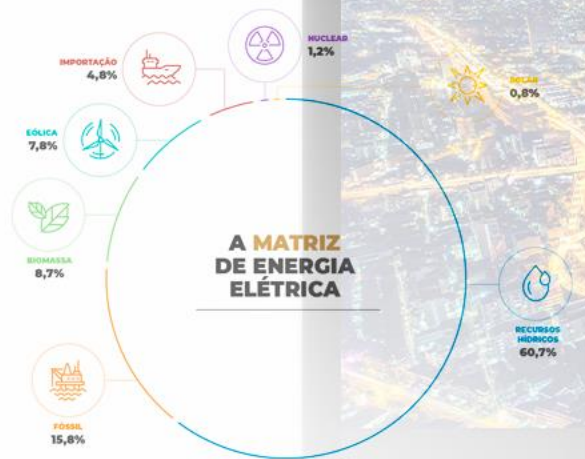 NUCLEAR
1,2%
IMPORTAÇÃO
4,8%
SOLAR
0,8%
EÓLICA
7,8%
BIOMASSA
8,7%
A MATRIZ
DE ENERGIA
ELÉTRICA
RECURSOS
HÍDRICOS
60,7%
FÓSSIL
15,8%